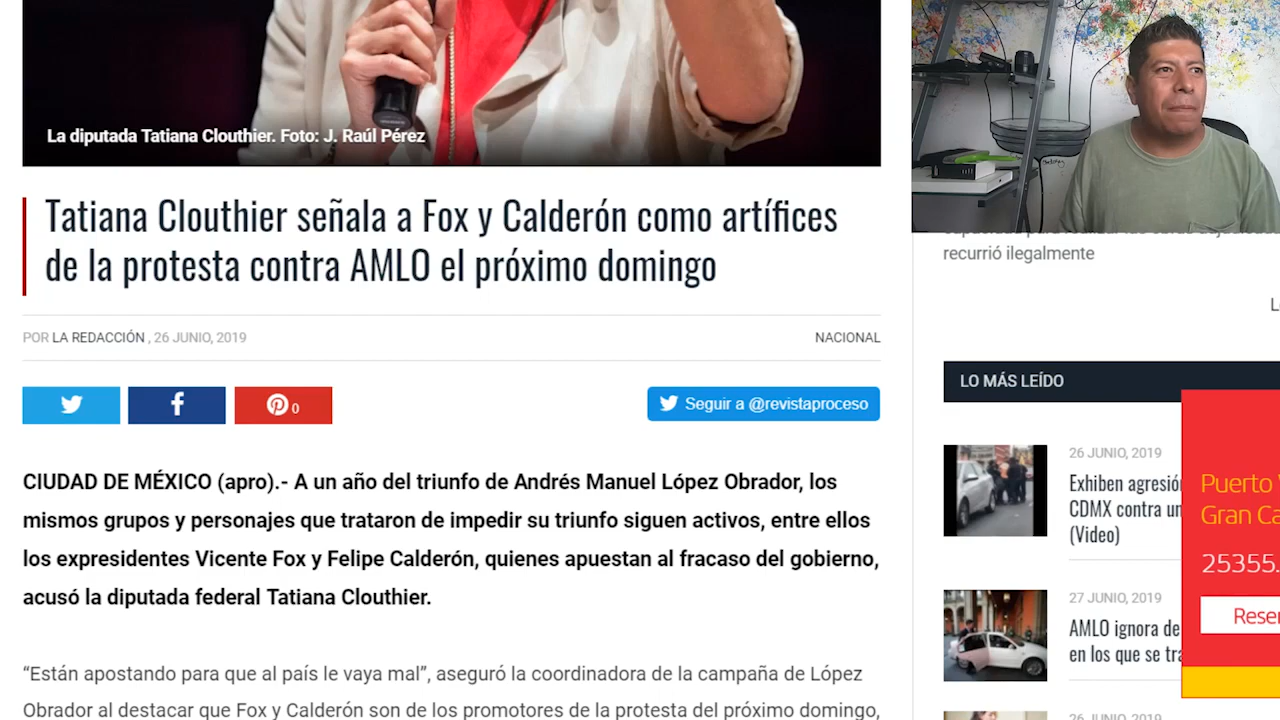 La diputada Tatiana Clouthier. Foto: J. Raúl Pérez
Tatiana Clouthier señala a Fox y Calderón como artífices
de la protesta contra AMLO el próximo domingo
POR LA REDACCIÓN , 26 JUNIO, 2019
NACIONAL
0
Seguir a @revistaproceso
CIUDAD DE MÉXICO (apro).- A un año del triunfo de Andrés Manuel López Obrador, los
mismos grupos y personajes que trataron de impedir su triunfo siguen activos, entre ellos
los expresidentes Vicente Fox y Felipe Calderón, quienes apuestan al fracaso del gobierno,
acusó la diputada federal Tatiana Clouthier.
“Están apostando para que al país le vaya mal”, aseguró la coordinadora de la campaña de López
Obrador al destacar que Fox y Calderón son de los promotores de la protesta del próximo domingo,
recurrió ilegalmente
LO MÁS LEÍDO
26 JUNIO, 2019
Exhiben agresión
CDMX contra un
(Video)
27 JUNIO, 2019
AMLO ignora de
en los que se tra
26 JUNIO, 2019
Puerto
Gran Ca
25355.
Reser